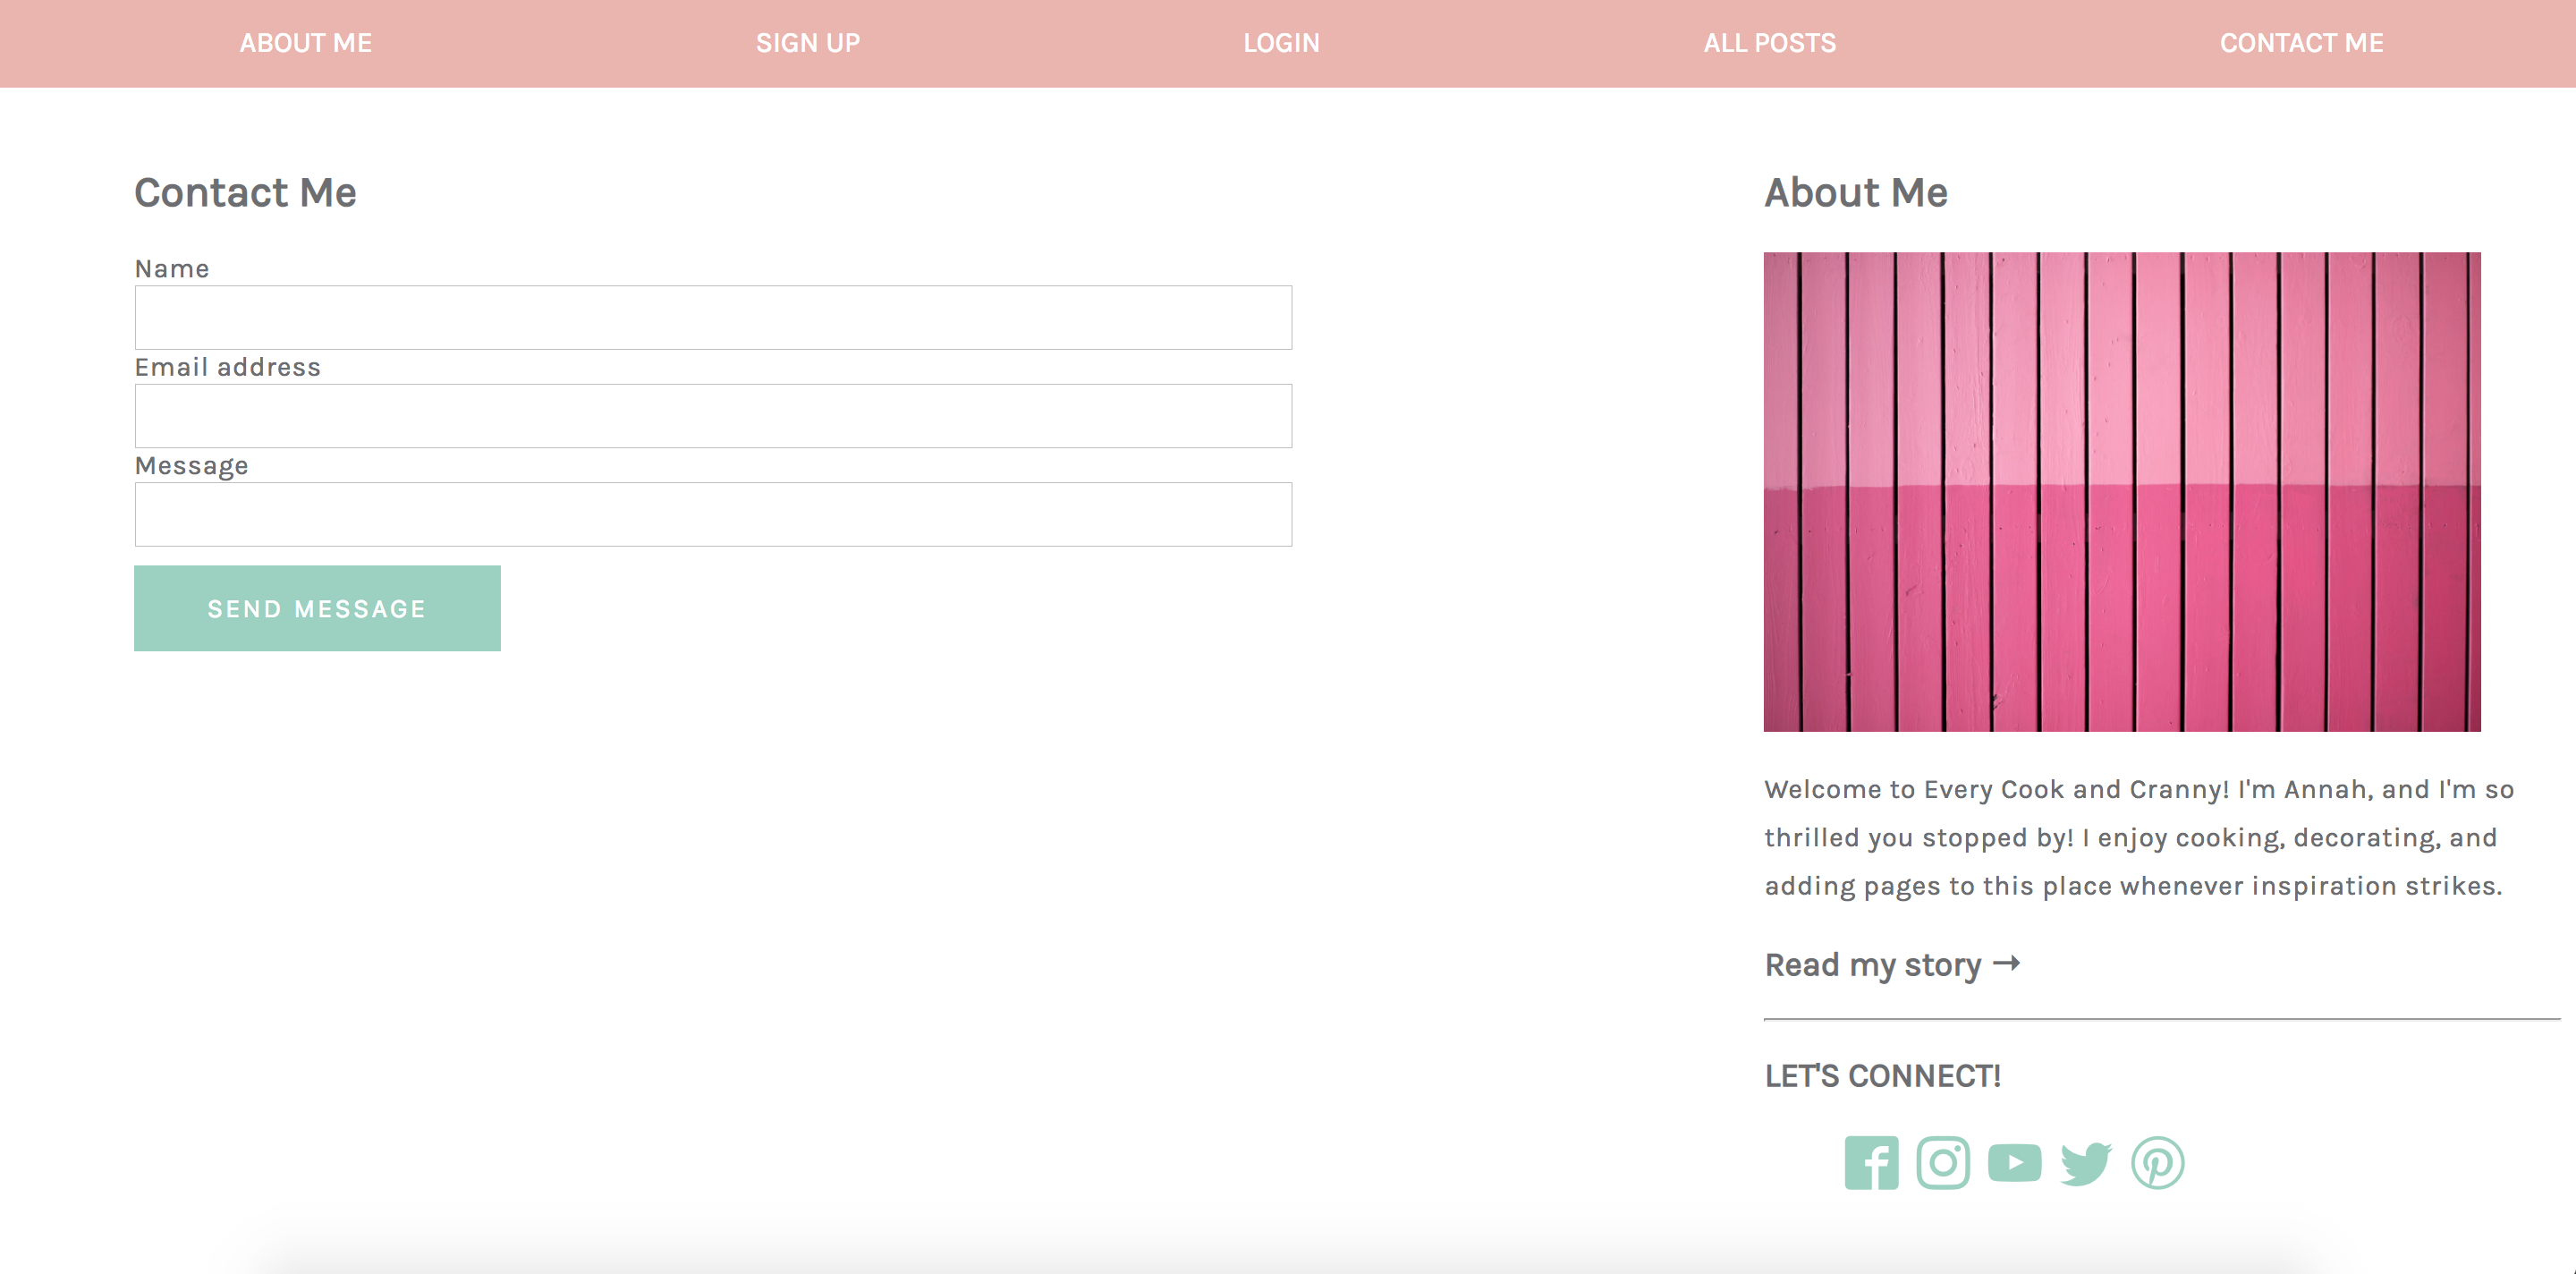 ABOUT ME
SIGN UP
LOGIN
ALL POSTS
CONTACT ME
Contact Me
Name
Email address
Message
SEND MESSAGE
About Me
Welcome to Every Cook and Cranny! I'm Annah, and I'm so
thrilled you stopped by! I enjoy cooking, decorating, and
adding pages to this place whenever inspiration strikes.
Read my story →
LET'S CONNECT!